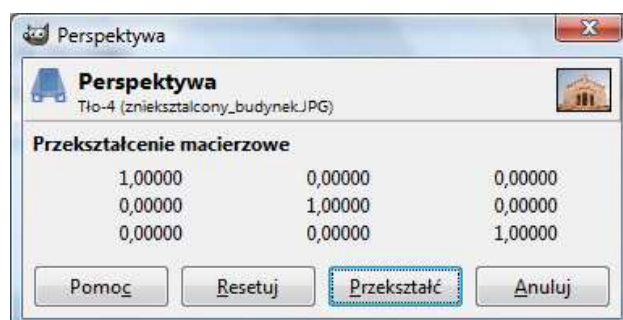 Perspektywa
Perspektywa
Tło-4 (znieksztalcony_budynek.JPG)
Przekształcenie macierzowe
1,00000 0,00000 0,00000
0,00000 1,00000 0,00000
0,00000 0,00000 1,00000
Pomoc Resetuj Przekształć Anuluj